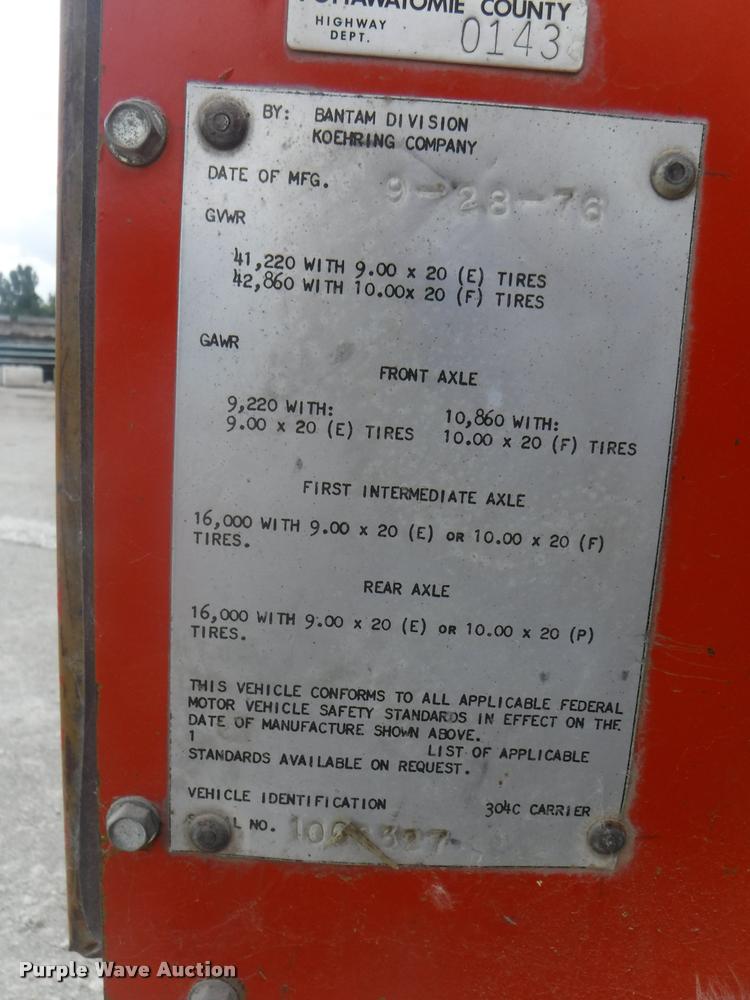 COUNTY
HIGHWAY
DEPT. 0143
BY: BANTAM DIVISION
KOEHRING COMPANY
DATE OF MFG. 9-28-76
GVWR
41,220 WITH 9.00 x 20 (E) TIRES
42,860 WITH 10.00x 20 (F) TIRES
GAWR
FRONT AXLE
9,220 WITH: 10,860 WITH:
9.00 x 20 (E) TIRES 10.00 x 20 (F) TIRES
FIRST INTERMEDIATE AXLE
16,000 WITH 9.00 x 20 (E) OR 10.00 x 20 (F)
TIRES.
REAR AXLE
16,000 WITH 9.00 x 20 (E) OR 10.00 x 20 (P)
TIRES.
THIS VEHICLE CONFORMS TO ALL APPLICABLE FEDERAL
MOTOR VEHICLE SAFETY STANDARDS IN EFFECT ON THE
DATE OF MANUFACTURE SHOWN ABOVE.
1 LIST OF APPLICABLE
STANDARDS AVAILABLE ON REQUEST.
VEHICLE IDENTIFICATION 304C CARRIER
NO.
Purple Wave Auction